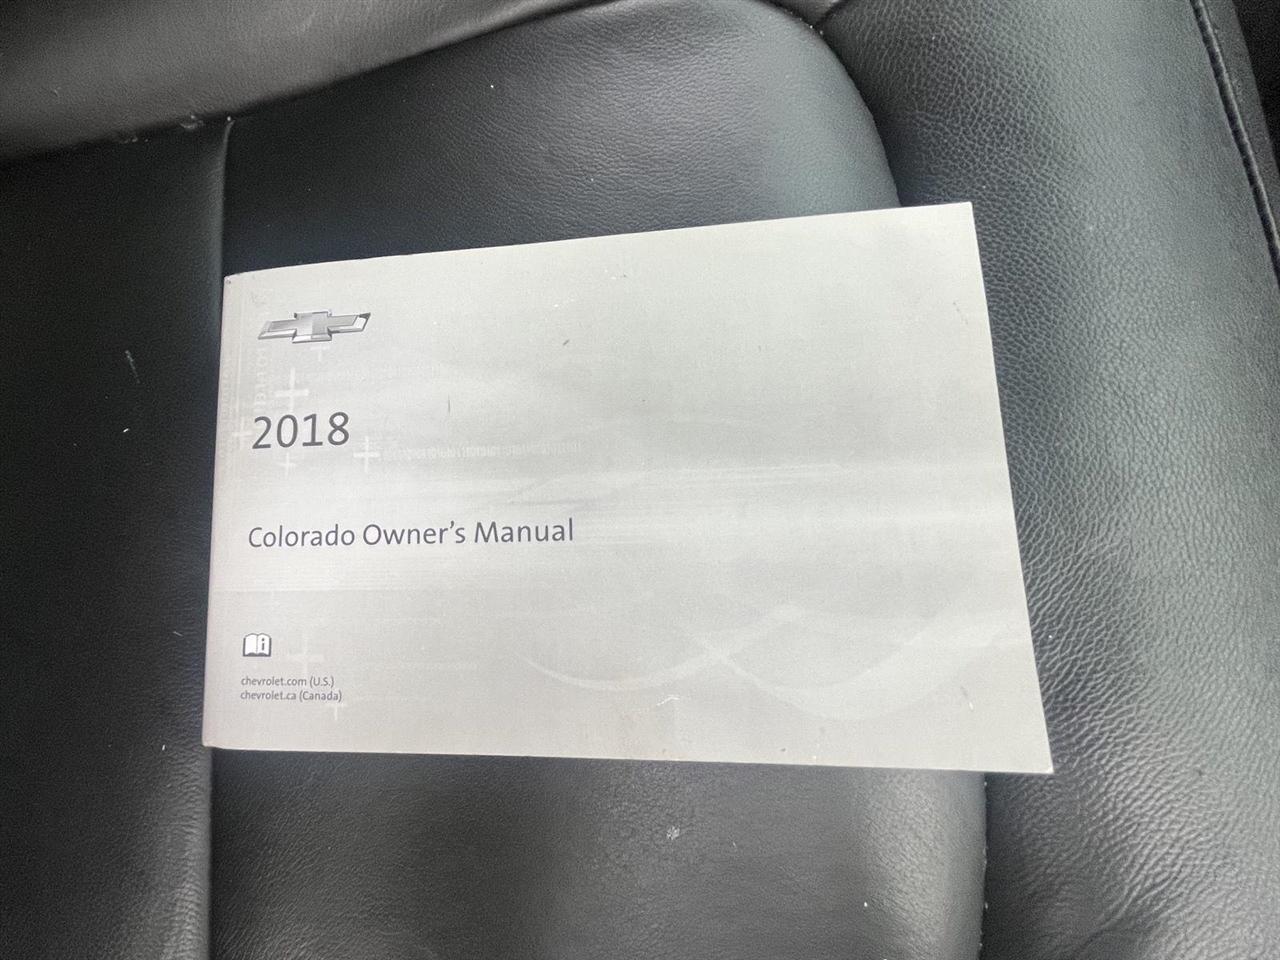 2018
Colorado Owner's Manual
chevrolet.com (U.S.)
chevrolet.ca (Canada)